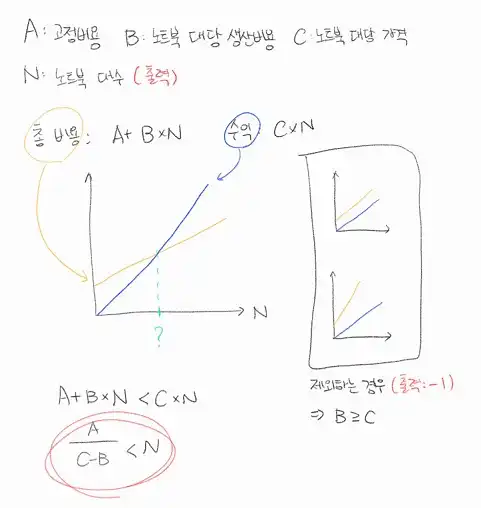 A: 고정비용 B: 노트북 대당 생산비용 C: 노트북 대당 가격
N: 노트북 대수 (출력)
총 비용: A+B×N 수익: C×N
N
?
제외하는 경우 (출력:-1)
⇒ B≥C
A+B×N < C×N
A/(C-B) < N